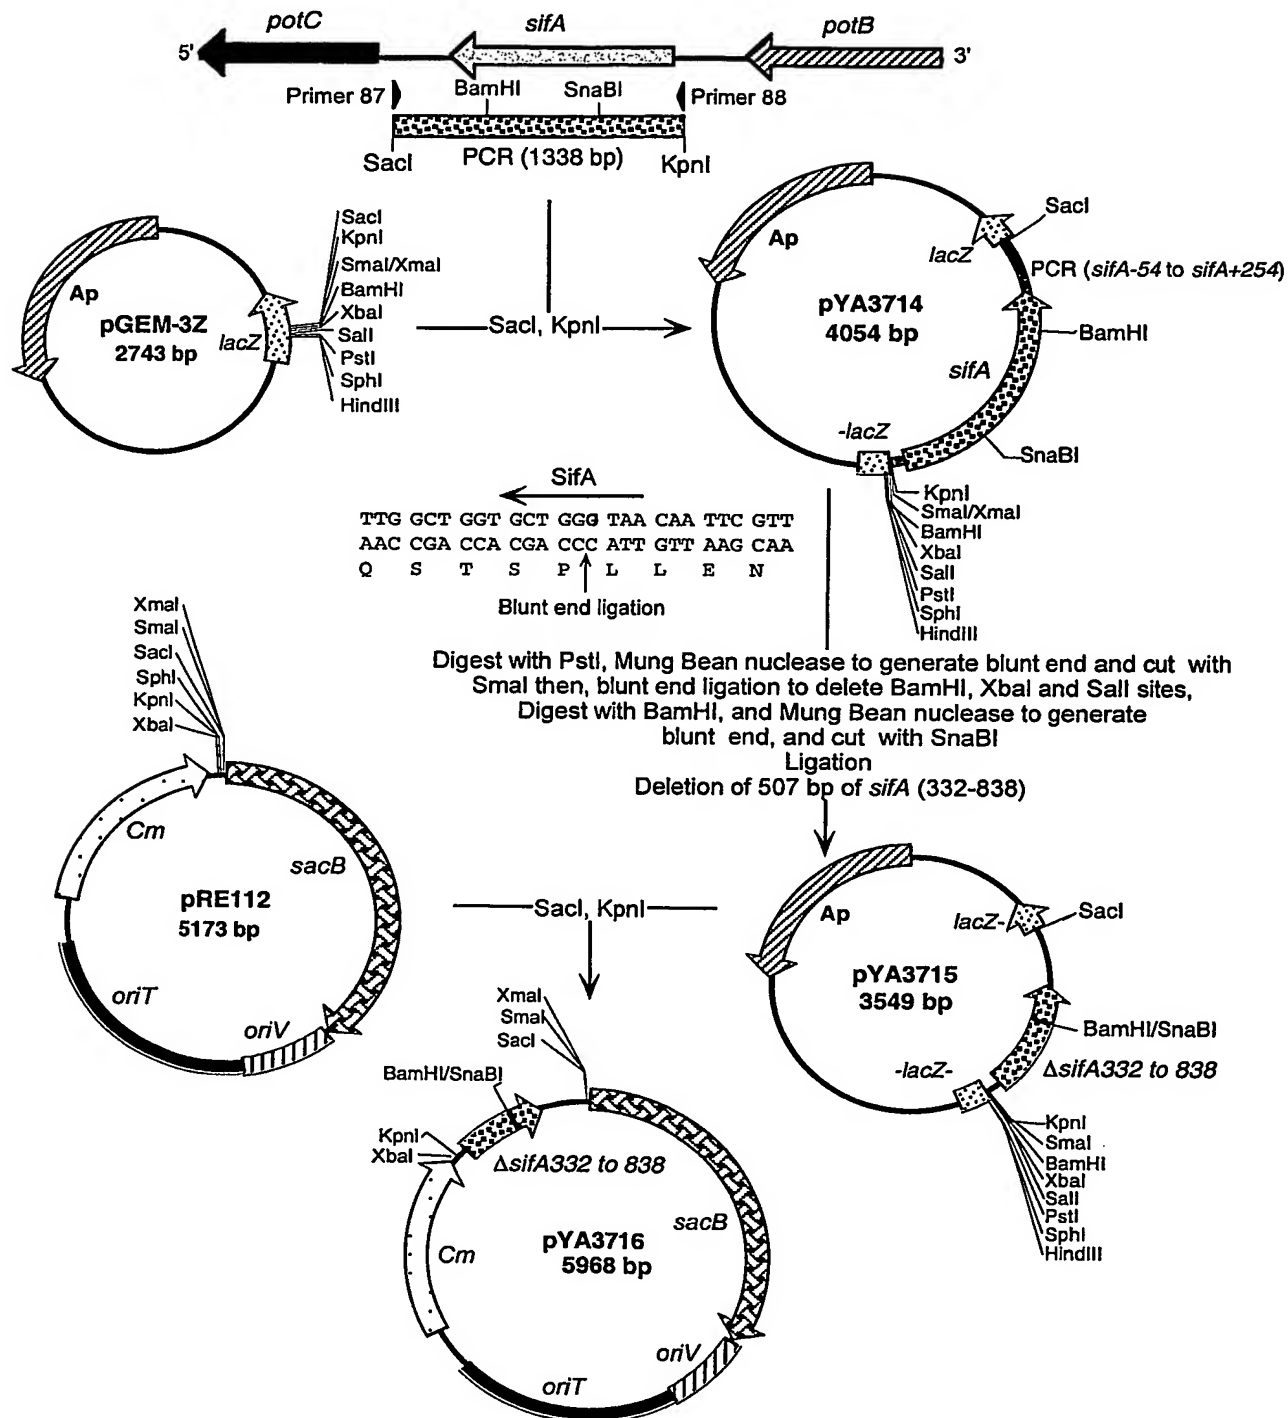 potC
sifA
potB
5'
3'
Primer 87
BamHI
SnaBI
Primer 88
SacI
PCR (1338 bp)
KpnI
Ap
pGEM-3Z
2743 bp
lacZ
SacI
KpnI
SmaI/XmaI
BamHI
XbaI
SalI
PstI
SphI
HindIII
SacI, KpnI
Ap
pYA3714
4054 bp
lacZ
SacI
PCR (sifA-54 to sifA+254)
BamHI
sifA
SnaBI
-lacZ
KpnI
SmaI/XmaI
BamHI
XbaI
SalI
PstI
SphI
HindIII
SifA
TTG GCT GGT GCT GGG TAA CAA TTC GTT
AAC CGA CCA CGA CCC ATT GTT AAG CAA
Q S T S P L L E N
Blunt end ligation
Digest with PstI, Mung Bean nuclease to generate blunt end and cut with
SmaI then, blunt end ligation to delete BamHI, XbaI and SalI sites,
Digest with BamHI, and Mung Bean nuclease to generate
blunt end, and cut with SnaBI
Ligation
Deletion of 507 bp of sifA (332-838)
XmaI
SmaI
SacI
SphI
KpnI
XbaI
Cm
sacB
pRE112
5173 bp
oriT
oriV
SacI, KpnI
Ap
lacZ-
SacI
pYA3715
3549 bp
BamHI/SnaBI
ΔsifA332 to 838
-lacZ-
KpnI
SmaI
BamHI
XbaI
SalI
PstI
SphI
HindIII
XmaI
SmaI
SacI
BamHI/SnaBI
KpnI
XbaI
ΔsifA332 to 838
sacB
Cm
pYA3716
5968 bp
oriV
oriT